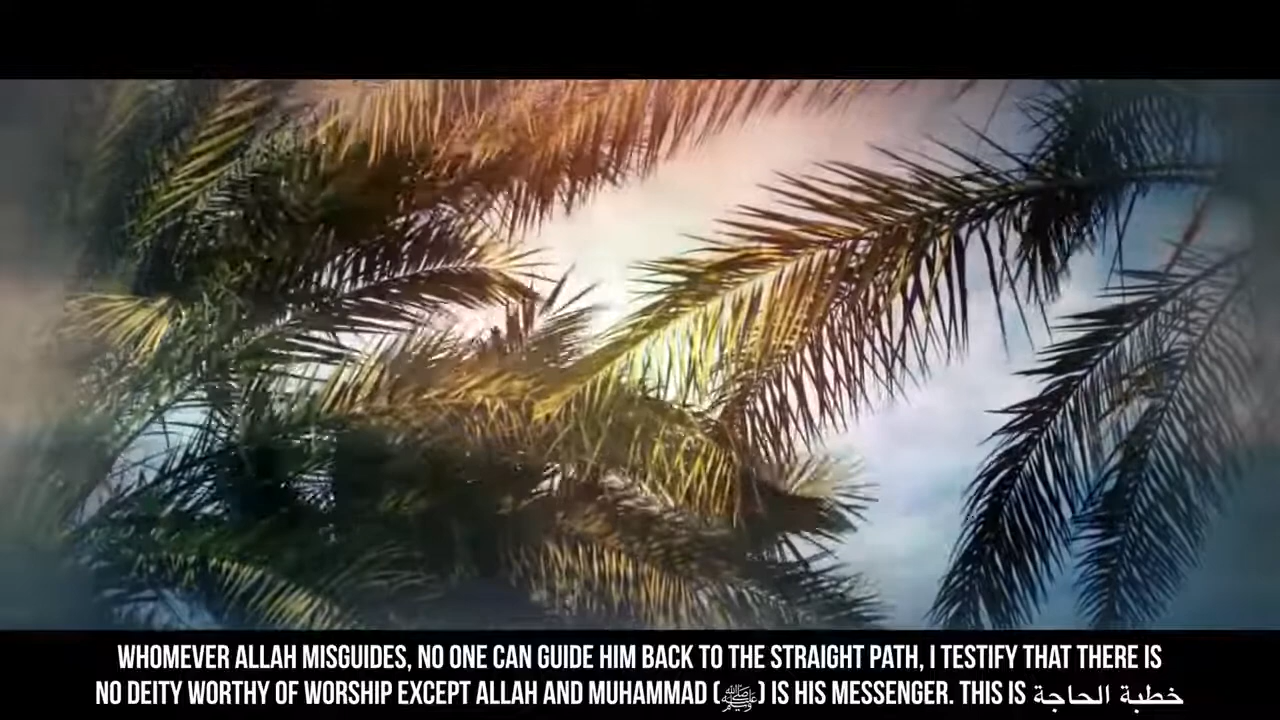 WHOMEVER ALLAH MISGUIDES, NO ONE CAN GUIDE HIM BACK TO THE STRAIGHT PATH, I TESTIFY THAT THERE IS
NO DEITY WORTHY OF WORSHIP EXCEPT ALLAH AND MUHAMMAD (ﷺ) IS HIS MESSENGER. THIS IS خطبة الحاجة